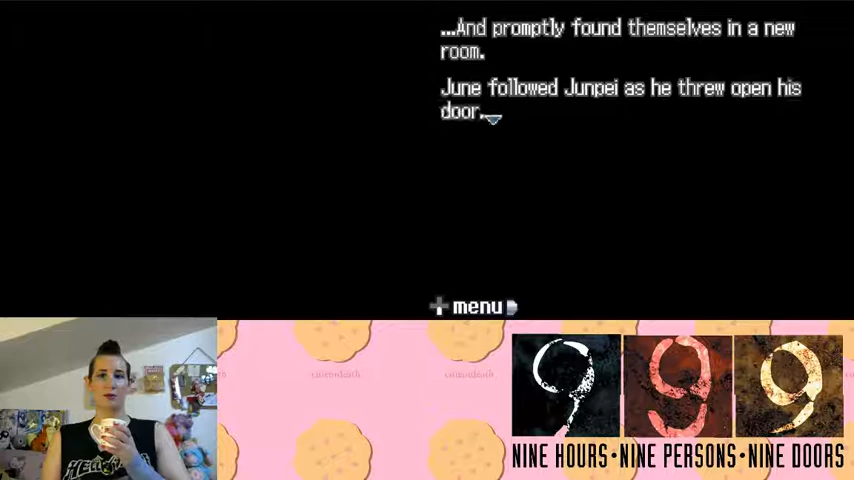 ...And promptly found themselves in a new
room.
June followed Junpei as he threw open his
door.
menu
999
NINE HOURS•NINE PERSONS•NINE DOORS